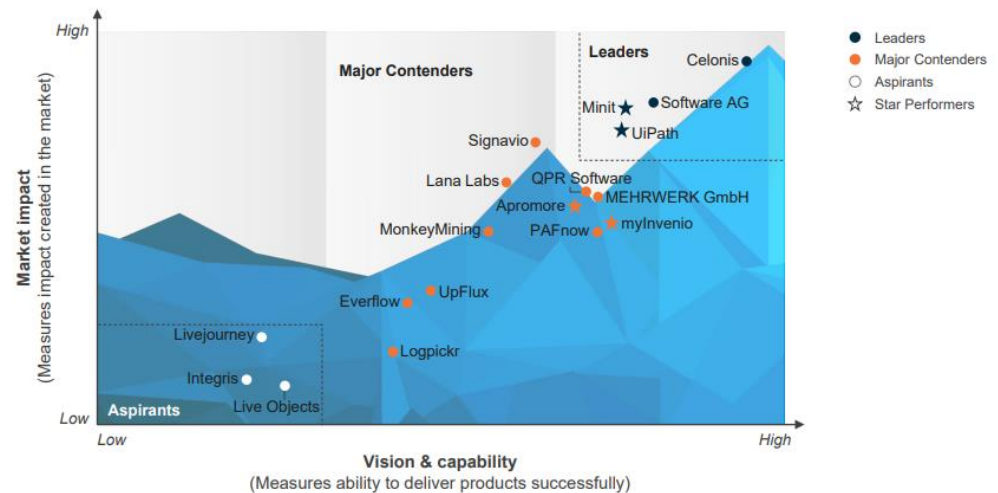 High
Market impact
(Measures impact created in the market)
Low
Low
High
Vision & capability
(Measures ability to deliver products successfully)
Major Contenders
Leaders
Aspirants
Celonis
Minit
Software AG
UiPath
Signavio
Lana Labs
QPR Software
MEHRWERK GmbH
Apromore
MonkeyMining
PAFnow
myInvenio
Everflow
UpFlux
Logpickr
Livejourney
Integris
Live Objects
Leaders
Major Contenders
Aspirants
Star Performers